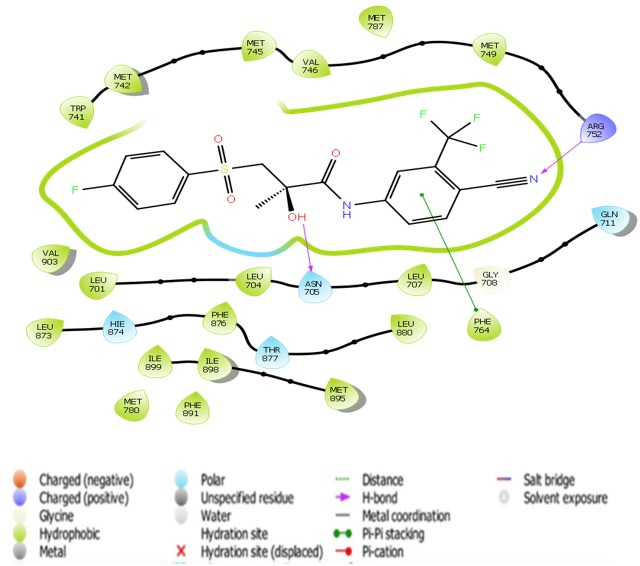 MET
787
MET
745
MET
749
VAL
746
MET
742
TRP
741
ARG
752
F
F
F
O
O
S
F
O
N
N
H
OH
GLN
711
VAL
903
LEU
701
LEU
704
ASN
705
LEU
707
GLY
708
PHE
764
LEU
873
HIE
874
PHE
876
THR
877
LEU
880
ILE
899
ILE
898
MET
895
MET
780
PHE
891
Charged (negative)
Charged (positive)
Glycine
Hydrophobic
Metal
Polar
Unspecified residue
Water
Hydration site
Hydration site (displaced)
Distance
H-bond
Metal coordination
Pi-Pi stacking
Pi-cation
Salt bridge
Solvent exposure